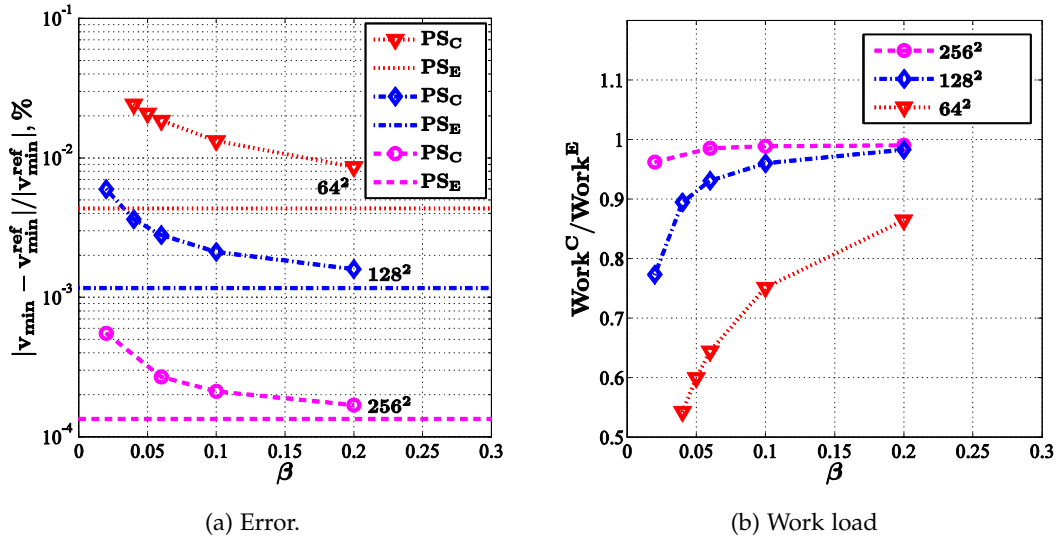 |v_min − v_min^ref|/|v_min^ref|, %
10^-1
10^-2
10^-3
10^-4
PS_C
PS_E
PS_C
PS_E
PS_C
PS_E
64^2
128^2
256^2
0 0.05 0.1 0.15 0.2 0.25 0.3
β
(a) Error.
Work^C/Work^E
1.1
1
0.9
0.8
0.7
0.6
0.5
256^2
128^2
64^2
0 0.05 0.1 0.15 0.2 0.25 0.3
β
(b) Work load